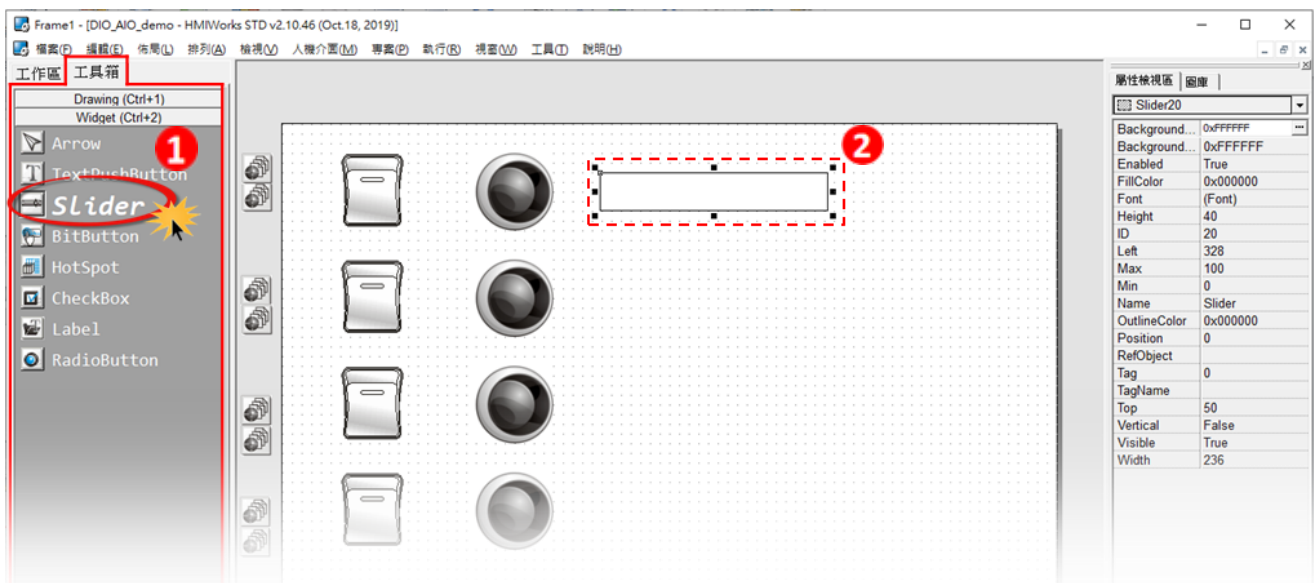 Frame1 - [DIO_AIO_demo - HMIWorks STD v2.10.46 (Oct.18, 2019)]
檔案(F) 編輯(E) 佈局(L) 排列(A) 檢視(V) 人機介面(M) 專案(P) 執行(R) 視窗(W) 工具(T) 說明(H)
工作區 工具箱
Drawing (Ctrl+1)
Widget (Ctrl+2)
Arrow
1
TextPushButton
Slider
BitButton
HotSpot
CheckBox
Label
RadioButton
2
屬性檢視區 圖庫
Slider20
Background... 0xFFFFFF ...
Background... 0xFFFFFF
Enabled True
FillColor 0x000000
Font (Font)
Height 40
ID 20
Left 328
Max 100
Min 0
Name Slider
OutlineColor 0x000000
Position 0
RefObject
Tag 0
TagName
Top 50
Vertical False
Visible True
Width 236